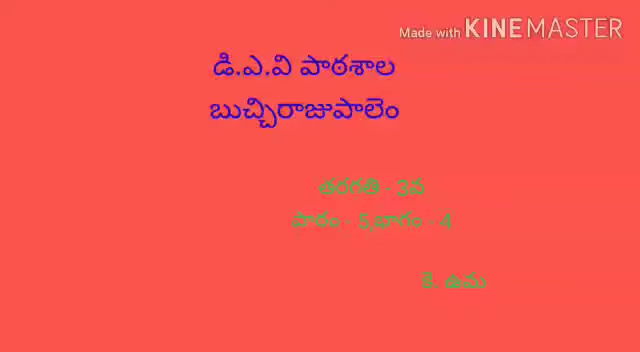 Made with KINEMASTER
డి.ఎ.వి పాఠశాల
బుచ్చిరాజుపాలెం
తరగతి - 3వ
పాఠం - 5,భాగం - 4
కె. ఉమ